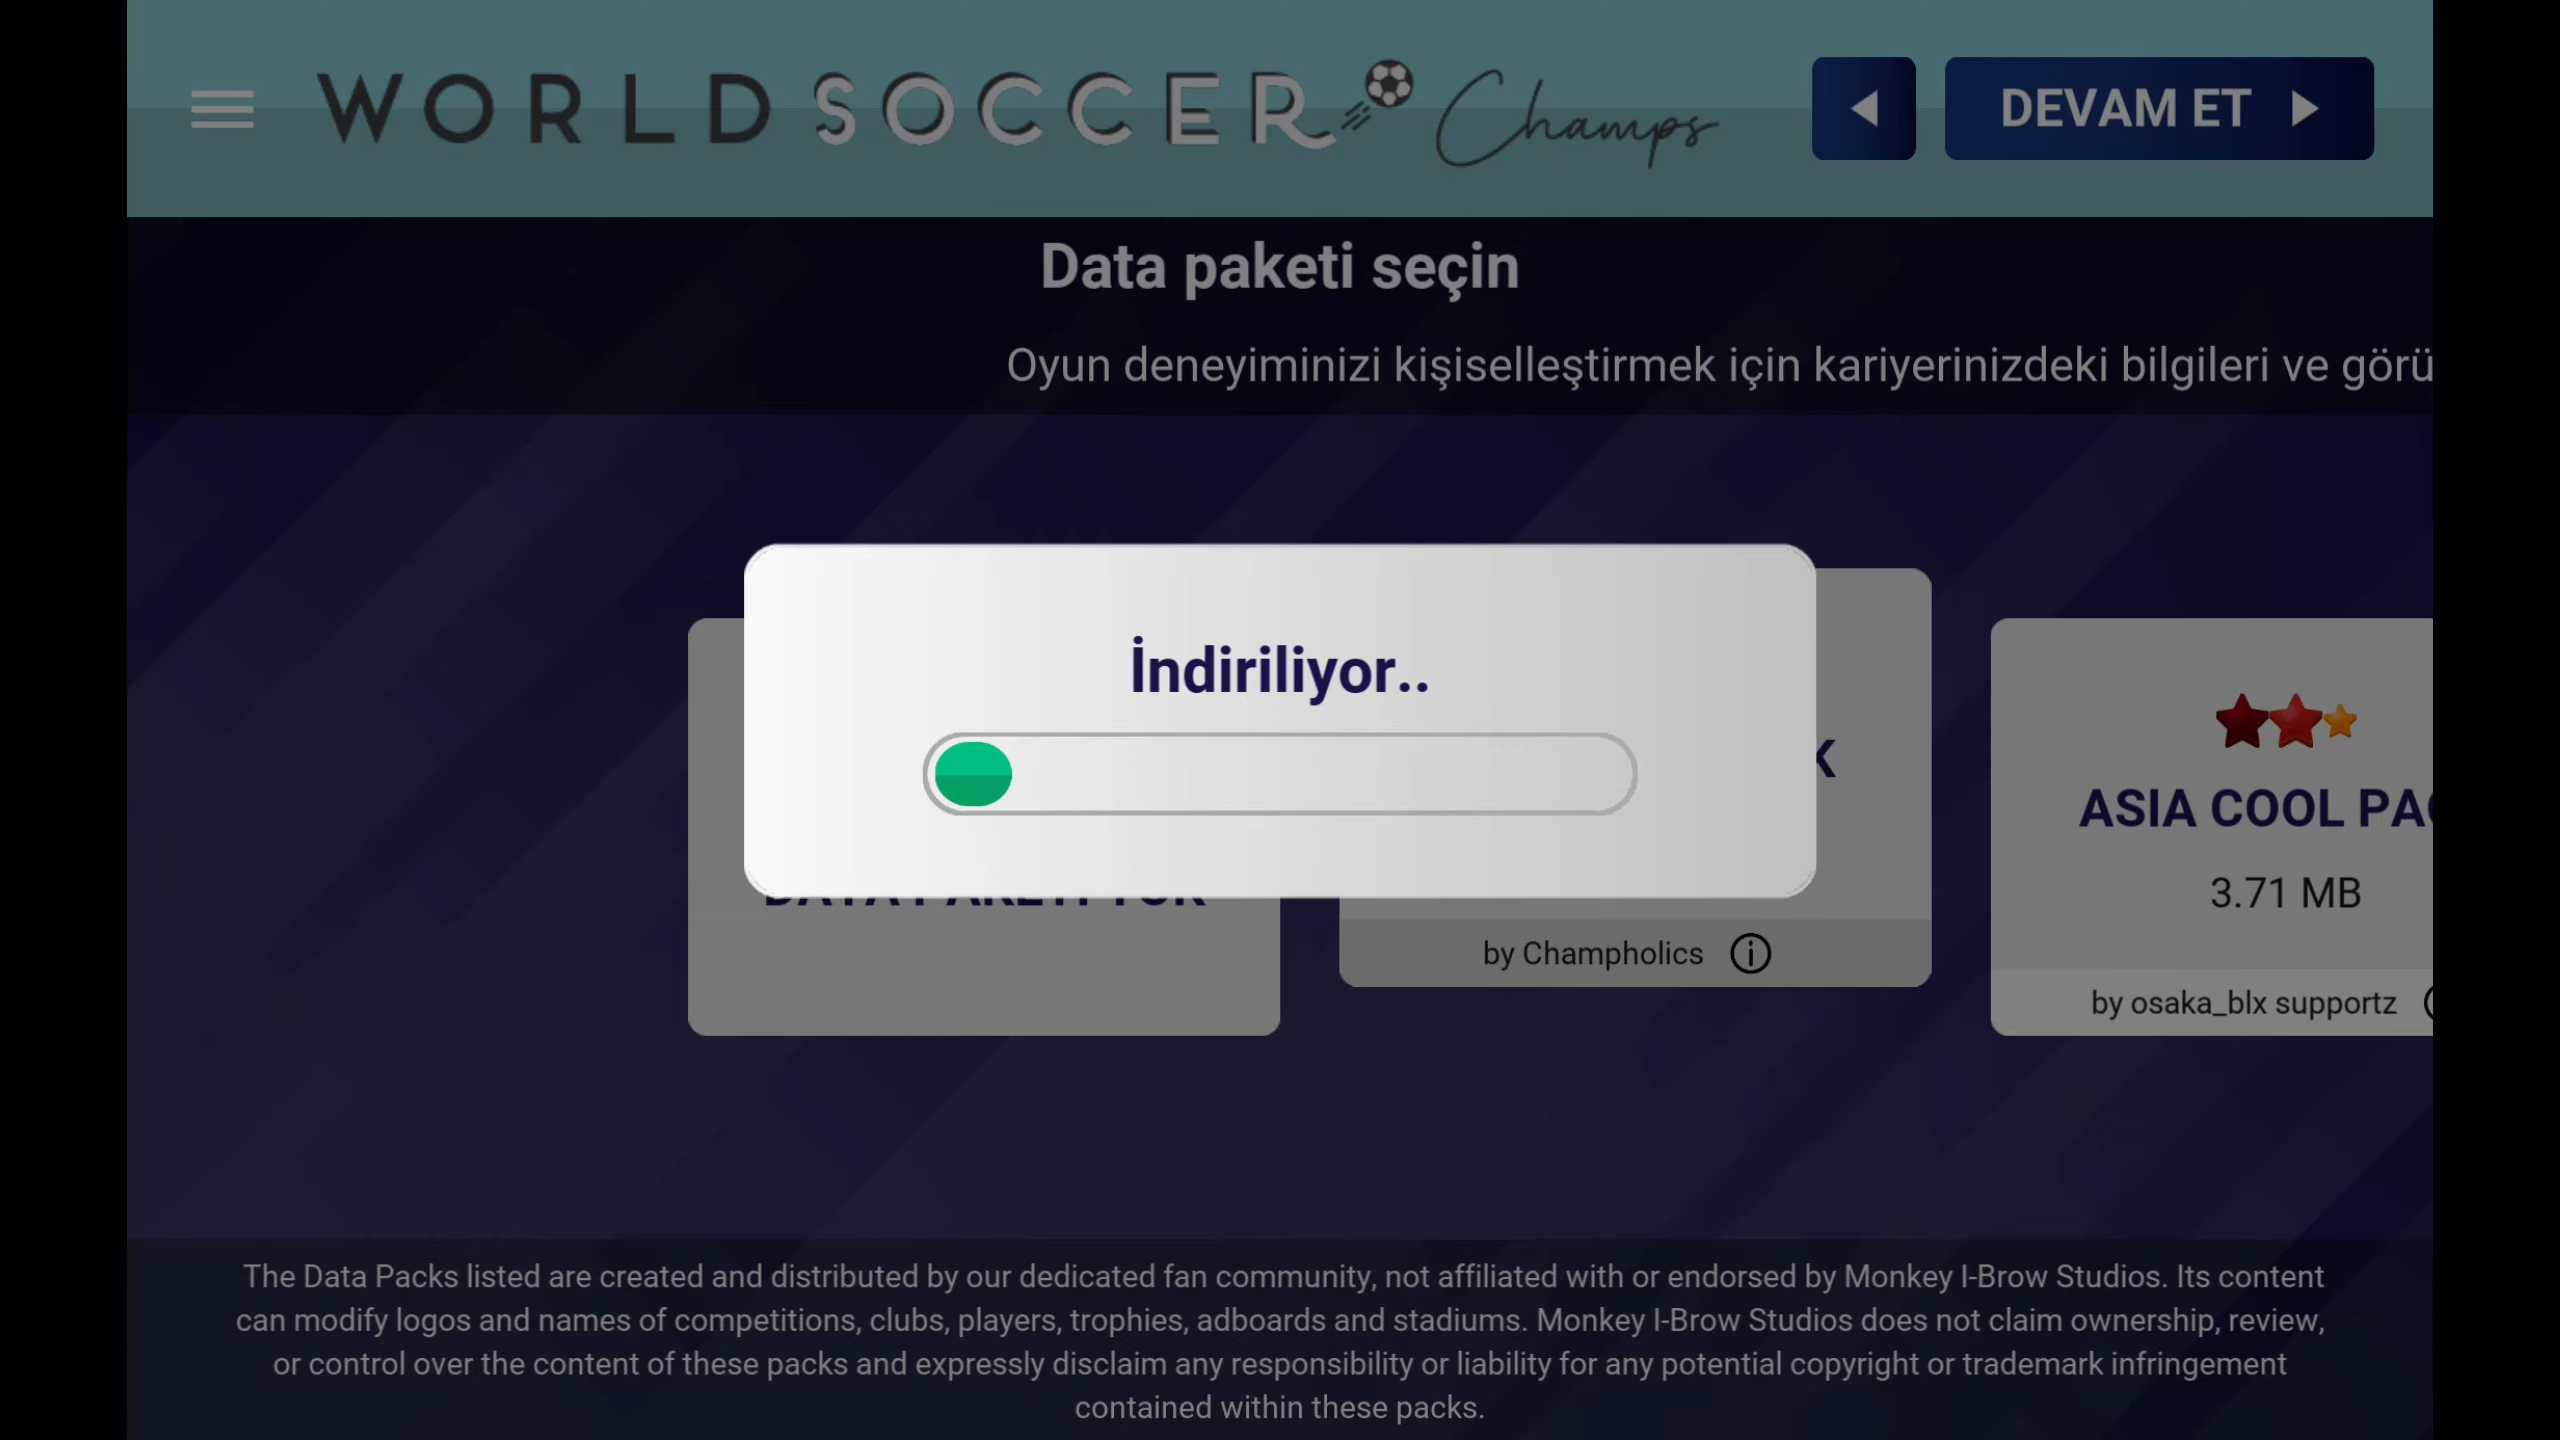 WORLD SOCCER Champs
DEVAM ET
Data paketi seçin
Oyun deneyiminizi kişiselleştirmek için kariyerinizdeki bilgileri ve görü
İndiriliyor..
K
ASIA COOL PAC
3.71 MB
DATA PAKETİ YOK
by Champholics
by osaka_blx supportz
The Data Packs listed are created and distributed by our dedicated fan community, not affiliated with or endorsed by Monkey I-Brow Studios. Its content
can modify logos and names of competitions, clubs, players, trophies, adboards and stadiums. Monkey I-Brow Studios does not claim ownership, review,
or control over the content of these packs and expressly disclaim any responsibility or liability for any potential copyright or trademark infringement
contained within these packs.